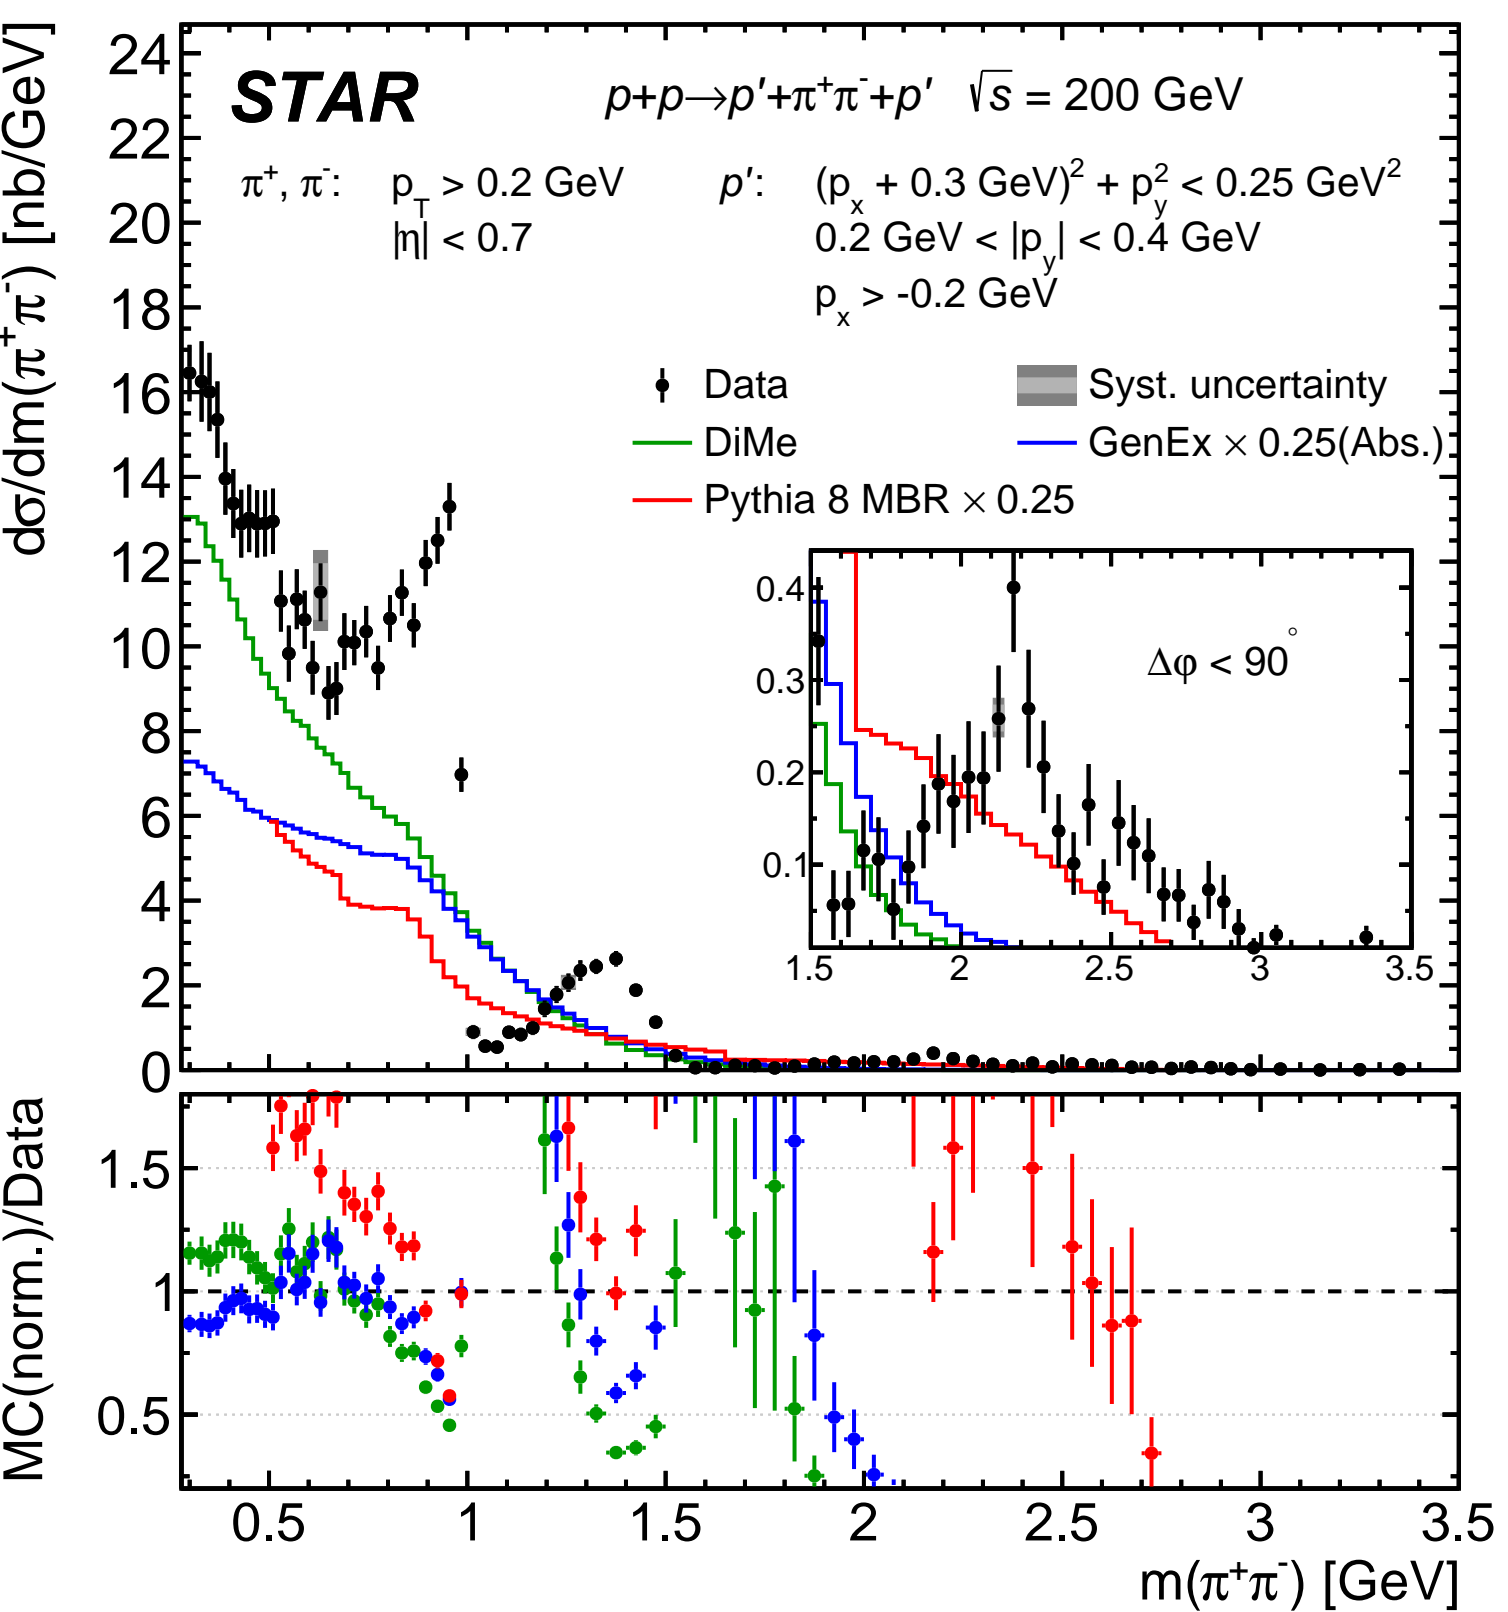 STAR
p+p→p′+π⁺π⁻+p′ √s = 200 GeV
π⁺, π⁻: p_T > 0.2 GeV
|η| < 0.7
p′: (p_x + 0.3 GeV)² + p_y² < 0.25 GeV²
0.2 GeV < |p_y| < 0.4 GeV
p_x > -0.2 GeV
Data
Syst. uncertainty
DiMe
GenEx × 0.25(Abs.)
Pythia 8 MBR × 0.25
dσ/dm(π⁺π⁻) [nb/GeV]
24
22
20
18
16
14
12
10
8
6
4
2
0
Δφ < 90°
0.4
0.3
0.2
0.1
1.5 2 2.5 3 3.5
MC(norm.)/Data
1.5
1
0.5
0.5 1 1.5 2 2.5 3 3.5
m(π⁺π⁻) [GeV]